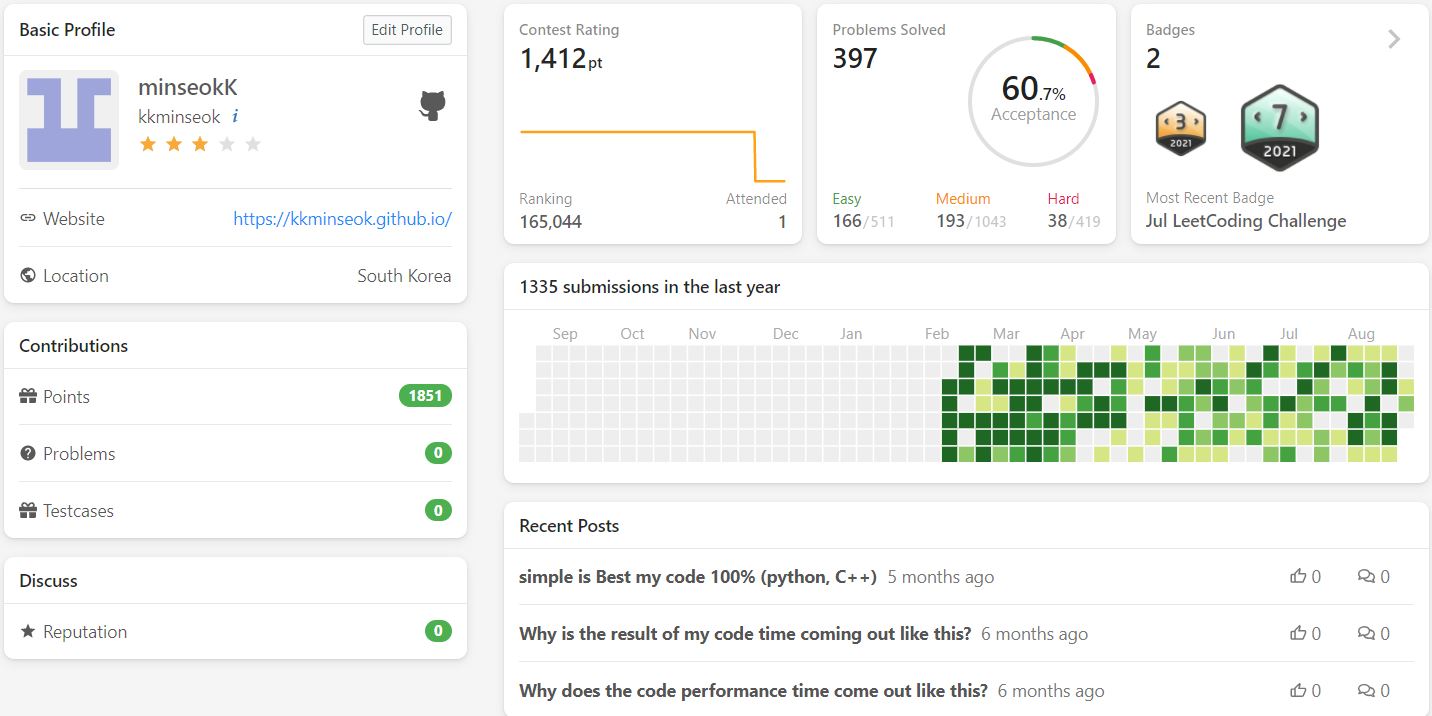 Basic Profile
Edit Profile
minseokK
kkminseok i
Website https://kkminseok.github.io/
Location South Korea
Contributions
Points 1851
Problems 0
Testcases 0
Discuss
Reputation 0
Contest Rating
1,412 pt
Ranking Attended
165,044 1
Problems Solved
397
60.7%
Acceptance
Easy Medium Hard
166/511 193/1043 38/419
Badges
2
3
2021
7
2021
Most Recent Badge
Jul LeetCoding Challenge
1335 submissions in the last year
Sep Oct Nov Dec Jan Feb Mar Apr May Jun Jul Aug
Recent Posts
simple is Best my code 100% (python, C++) 5 months ago 0 0
Why is the result of my code time coming out like this? 6 months ago 0 0
Why does the code performance time come out like this? 6 months ago 0 0